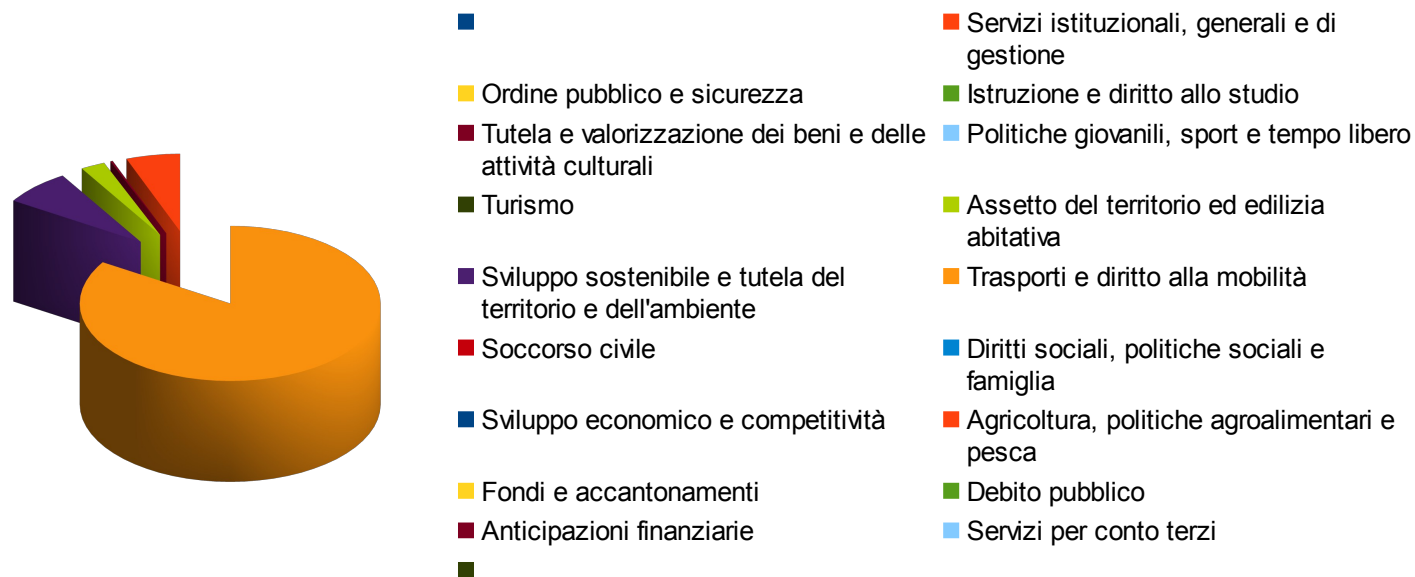 Servizi istituzionali, generali e di
gestione
Ordine pubblico e sicurezza
Istruzione e diritto allo studio
Tutela e valorizzazione dei beni e delle
attività culturali
Politiche giovanili, sport e tempo libero
Turismo
Assetto del territorio ed edilizia
abitativa
Sviluppo sostenibile e tutela del
territorio e dell'ambiente
Trasporti e diritto alla mobilità
Soccorso civile
Diritti sociali, politiche sociali e
famiglia
Sviluppo economico e competitività
Agricoltura, politiche agroalimentari e
pesca
Fondi e accantonamenti
Debito pubblico
Anticipazioni finanziarie
Servizi per conto terzi